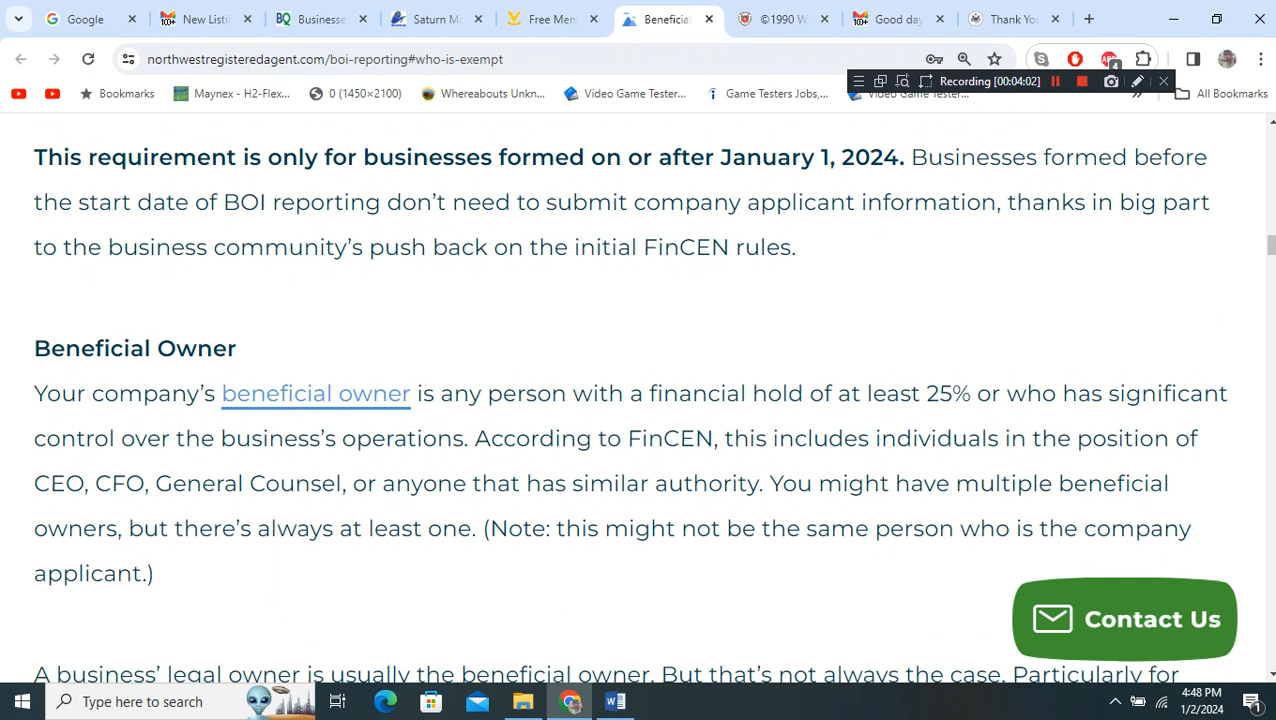 Google
New Listi
BQ Business
Saturn M
Free Mem
Beneficial
©1990 W
Good day
Thank You
northwestregisteredagent.com/boi-reporting#who-is-exempt
Recording [00:04:02]
4
Bookmarks
Maynex - H2-Flex...
0 (1450×2100)
Whereabouts Unkn...
Video Game Tester...
Game Testers Jobs,...
Video Game Tester...
All Bookmarks
This requirement is only for businesses formed on or after January 1, 2024. Businesses formed before
the start date of BOI reporting don't need to submit company applicant information, thanks in big part
to the business community's push back on the initial FinCEN rules.
Beneficial Owner
Your company's beneficial owner is any person with a financial hold of at least 25% or who has significant
control over the business's operations. According to FinCEN, this includes individuals in the position of
CEO, CFO, General Counsel, or anyone that has similar authority. You might have multiple beneficial
owners, but there's always at least one. (Note: this might not be the same person who is the company
applicant.)
Contact Us
A business' legal owner is usually the beneficial owner. But that's not always the case. Particularly for
Type here to search
4:48 PM
1/2/2024
1